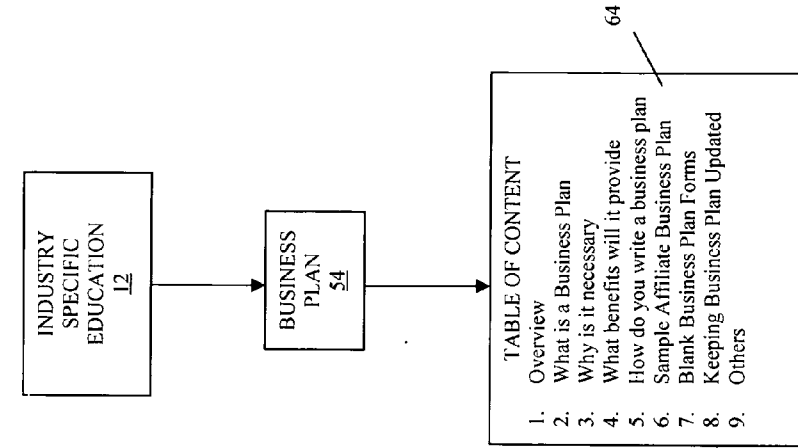 INDUSTRY
SPECIFIC
EDUCATION
12
BUSINESS
PLAN
54
64
TABLE OF CONTENT
1. Overview
2. What is a Business Plan
3. Why is it necessary
4. What benefits will it provide
5. How do you write a business plan
6. Sample Affiliate Business Plan
7. Blank Business Plan Forms
8. Keeping Business Plan Updated
9. Others